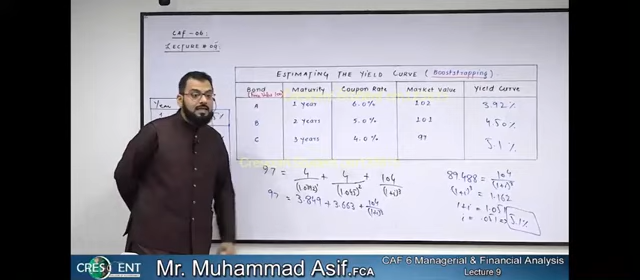 CAF - 06
LECTURE # 09
Year
1
ESTIMATING THE YIELD CURVE (Bootstrapping)
Bond Maturity Coupon Rate Market Value Yield Curve
A 1 Year 6.0% 102 3.92%
B 2 Years 5.0% 101 4.50%
C 3 Years 4.0% 97 5.1%
97 = 4/(1.0392) + 4/(1.045)² + 104/(1+i)³
97 = 3.849 + 3.663 + 104/(1+i)³
89.488 = 104/(1+i)³
(1+i)³ = 1.162
1+i = 1.051
5.1%
CRESCENT
Mr. Muhammad Asif, FCA
CAF 6 Managerial & Financial Analysis
Lecture 9